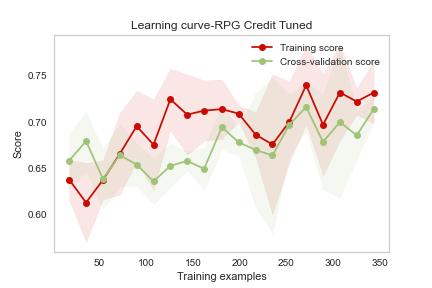 Learning curve-RPG Credit Tuned
Training score
Cross-validation score
0.75
0.70
0.65
0.60
Score
50
100
150
200
250
300
350
Training examples